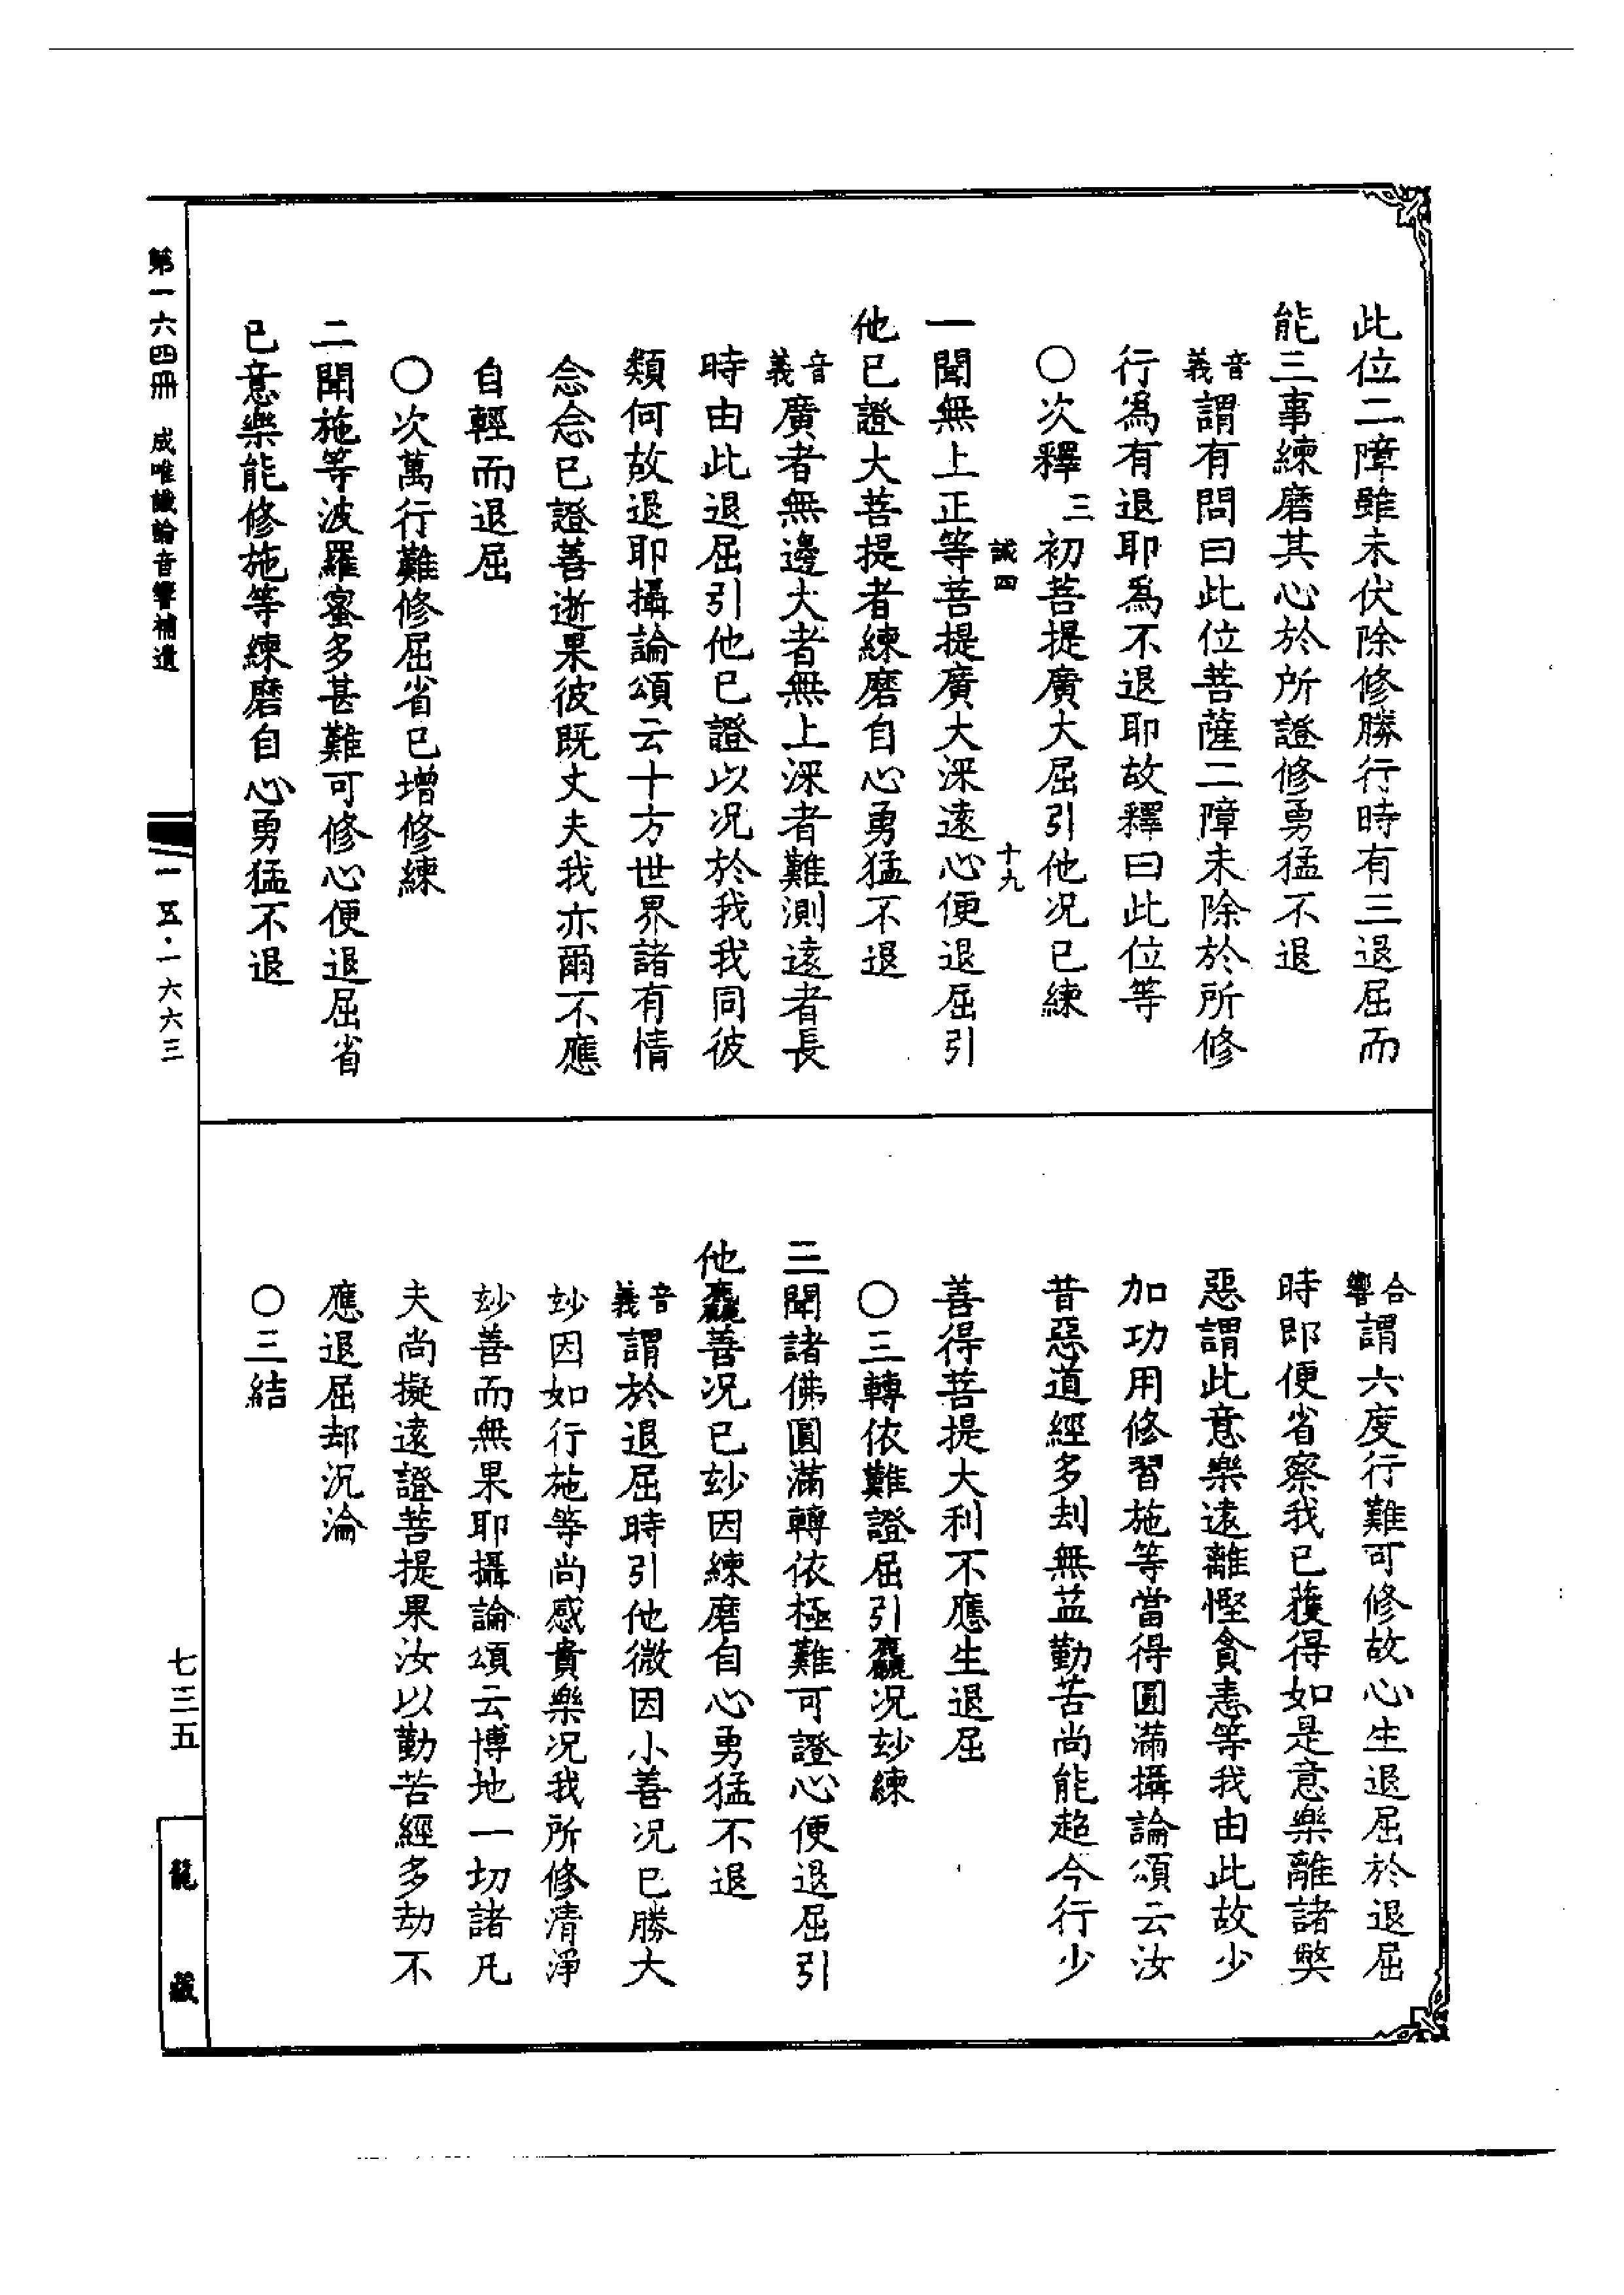 此位二障雖未伏除修勝行時有三退屈而
能三事練磨其心於所證修勇猛不退
音義謂有問曰此位菩薩二障未除於所修
行爲有退耶爲不退耶故釋曰此位等
〇次釋三初菩提廣大屈引他况已練
誠四 十九
一聞無上正等菩提廣大深遠心便退屈引
他已證大菩提者練磨自心勇猛不退
音義廣者無邊大者無上深者難測遠者長
時由此退屈引他已證以况於我我同彼
類何故退耶攝論頌云十方世界諸有情
念念已證善逝果彼既丈夫我亦爾不應
自輕而退屈
〇次萬行難修屈省已增修練
二聞施等波羅蜜多甚難可修心便退屈省
已意樂能修施等練磨自心勇猛不退
合響謂六度行難可修故心生退屈於退屈
時即便省察我已獲得如是意樂離諸獘
惡謂此意樂遠離慳貪恚等我由此故少
加功用修習施等當得圓滿攝論頌云汝
昔惡道經多刦無益勤苦尚能超今行少
善得菩提大利不應生退屈
〇三轉依難證屈引麤况玅練
三聞諸佛圓滿轉依極難可證心便退屈引
他麤善况已玅因練磨自心勇猛不退
音義謂於退屈時引他微因小善况已勝大
玅因如行施等尚感貴樂况我所修清淨
玅善而無果耶攝論頌云博地一切諸凡
夫尚擬遠證菩提果汝以勤苦經多劫不
應退屈却沉淪
〇三結
第一六四冊 成唯識論音響補遺
一五·一六六三
七三五
龍藏